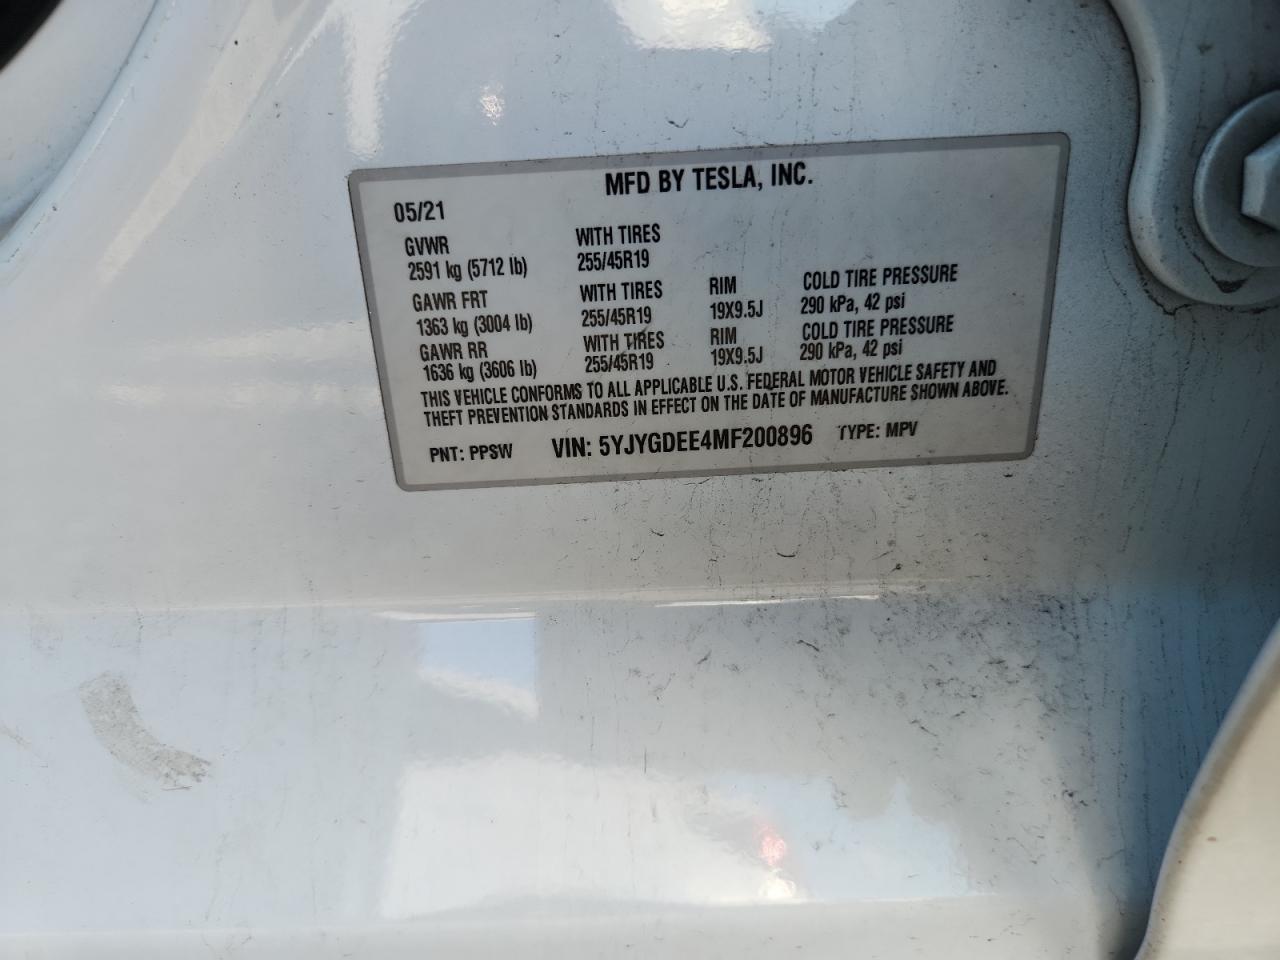 MFD BY TESLA, INC.
05/21
GVWR WITH TIRES
2591 kg (5712 lb) 255/45R19
GAWR FRT WITH TIRES RIM COLD TIRE PRESSURE
1363 kg (3004 lb) 255/45R19 19X9.5J 290 kPa, 42 psi
GAWR RR WITH TIRES RIM COLD TIRE PRESSURE
1636 kg (3606 lb) 255/45R19 19X9.5J 290 kPa, 42 psi
THIS VEHICLE CONFORMS TO ALL APPLICABLE U.S. FEDERAL MOTOR VEHICLE SAFETY AND
THEFT PREVENTION STANDARDS IN EFFECT ON THE DATE OF MANUFACTURE SHOWN ABOVE.
PNT: PPSW VIN: 5YJYGDEE4MF200896 TYPE: MPV